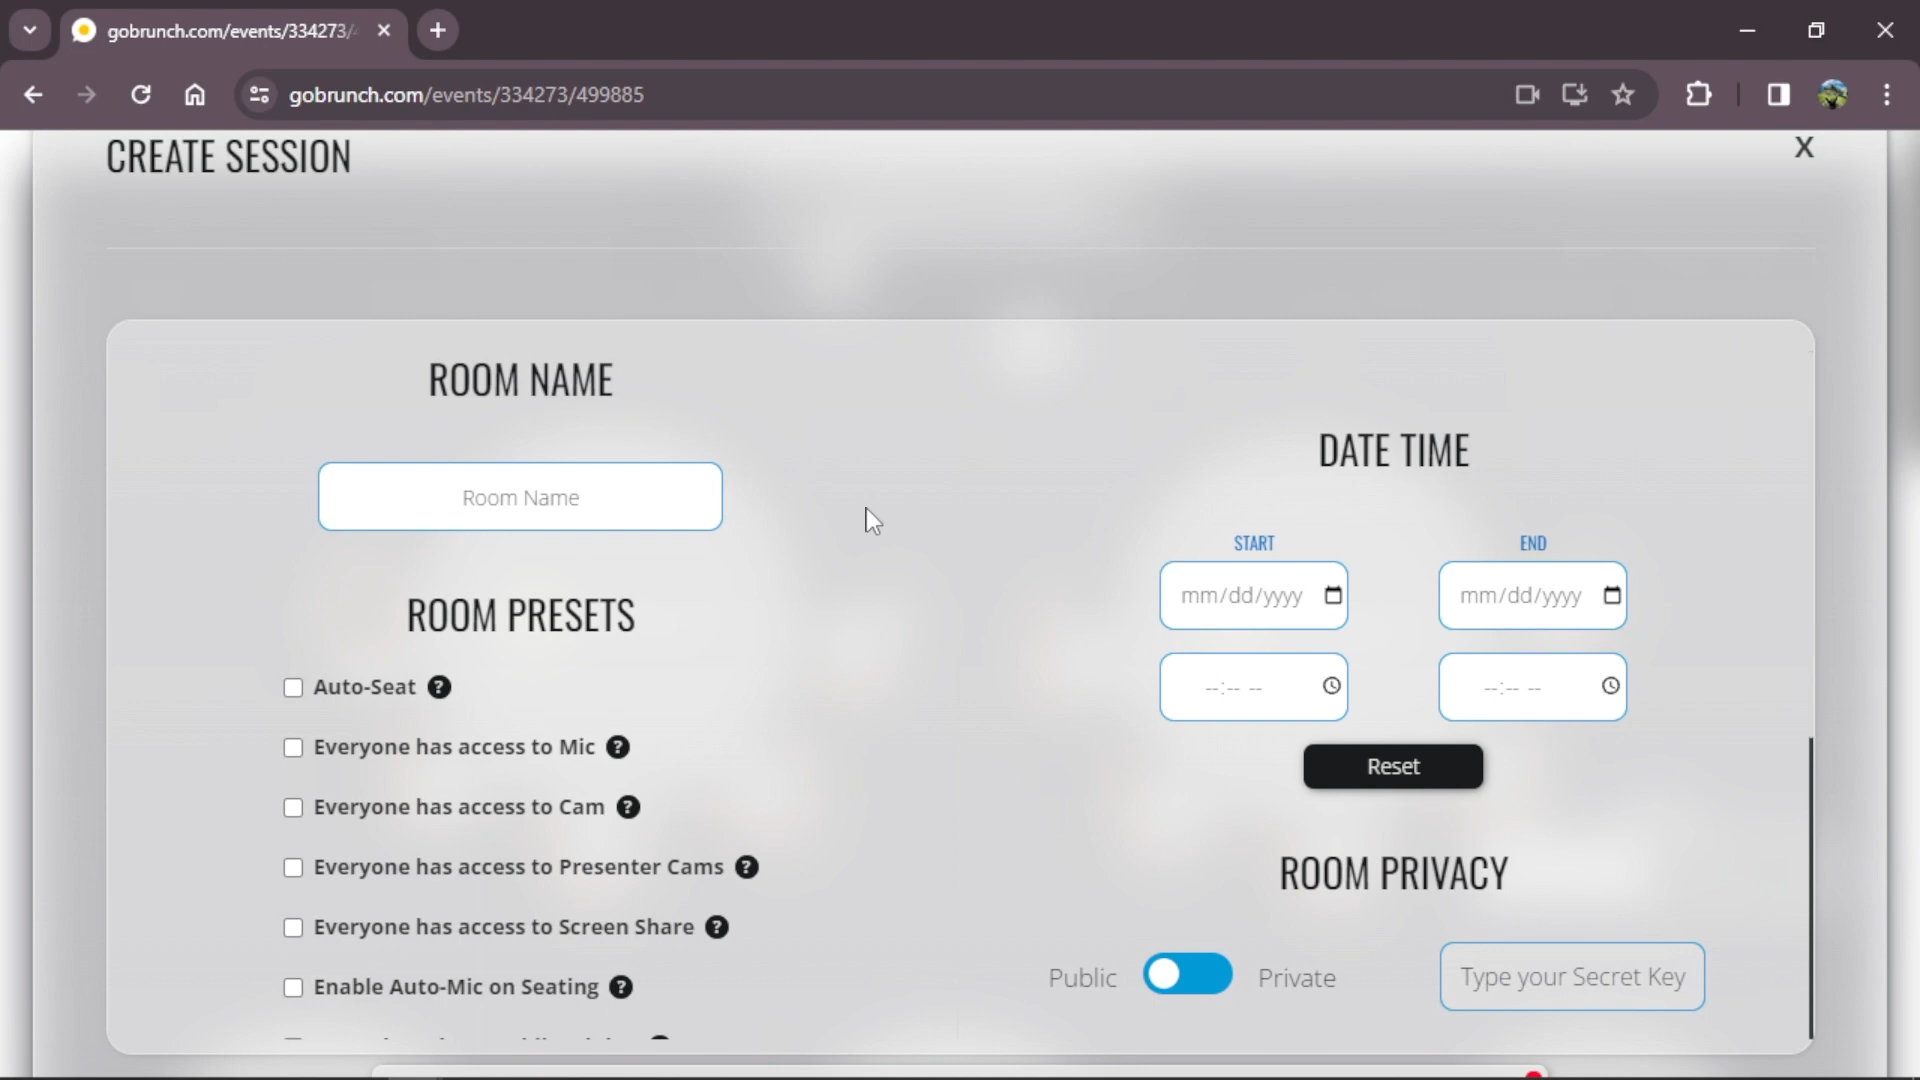 gobrunch.com/events/334273/
gobrunch.com/events/334273/499885
CREATE SESSION
X
ROOM NAME
Room Name
ROOM PRESETS
Auto-Seat ?
Everyone has access to Mic ?
Everyone has access to Cam ?
Everyone has access to Presenter Cams ?
Everyone has access to Screen Share ?
Enable Auto-Mic on Seating ?
DATE TIME
START
END
mm/dd/yyyy
mm/dd/yyyy
--:-- --
--:-- --
Reset
ROOM PRIVACY
Public
Private
Type your Secret Key